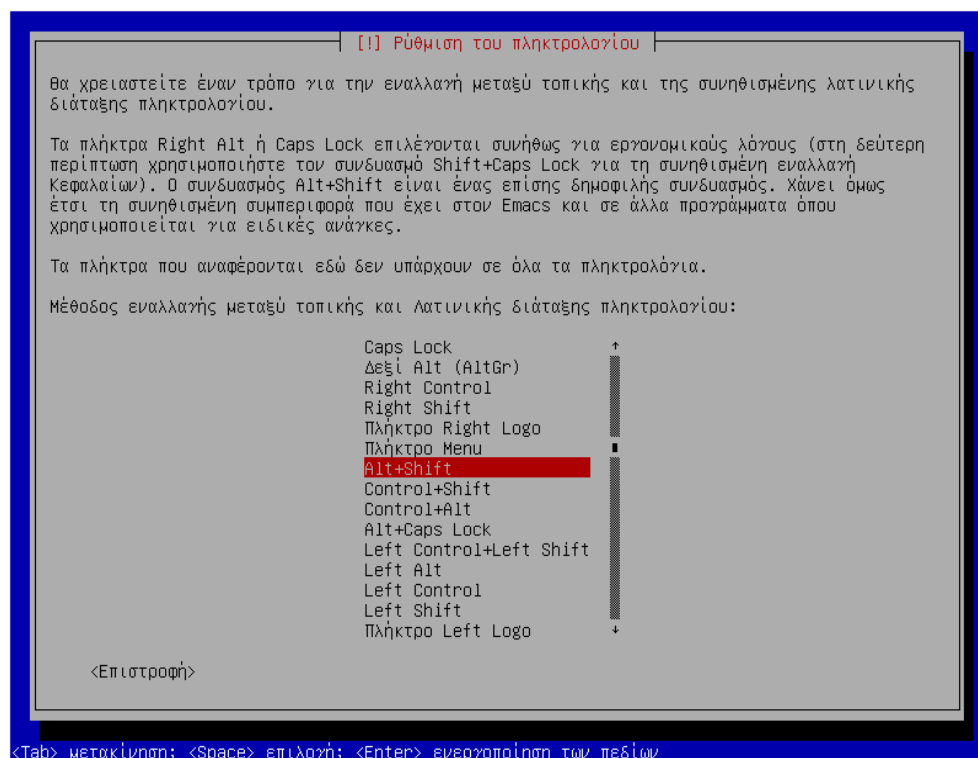 [!] Ρύθμιση του πληκτρολογίου
Θα χρειαστείτε έναν τρόπο για την εναλλαγή μεταξύ τοπικής και της συνηθισμένης λατινικής
διάταξης πληκτρολογίου.
Τα πλήκτρα Right Alt ή Caps Lock επιλέγονται συνήθως για εργονομικούς λόγους (στη δεύτερη
περίπτωση χρησιμοποιήστε τον συνδυασμό Shift+Caps Lock για τη συνηθισμένη εναλλαγή
Κεφαλαίων). Ο συνδυασμός Alt+Shift είναι ένας επίσης δημοφιλής συνδυασμός. Χάνει όμως
έτσι τη συνηθισμένη συμπεριφορά που έχει στον Emacs και σε άλλα προγράμματα όπου
χρησιμοποιείται για ειδικές ανάγκες.
Τα πλήκτρα που αναφέρονται εδώ δεν υπάρχουν σε όλα τα πληκτρολόγια.
Μέθοδος εναλλαγής μεταξύ τοπικής και Λατινικής διάταξης πληκτρολογίου:
Caps Lock
Δεξί Alt (AltGr)
Right Control
Right Shift
Πλήκτρο Right Logo
Πλήκτρο Menu
Alt+Shift
Control+Shift
Control+Alt
Alt+Caps Lock
Left Control+Left Shift
Left Alt
Left Control
Left Shift
Πλήκτρο Left Logo
<Επιστροφή>
<Tab> μετακίνηση; <Space> επιλογή; <Enter> ενεργοποίηση των πεδίων